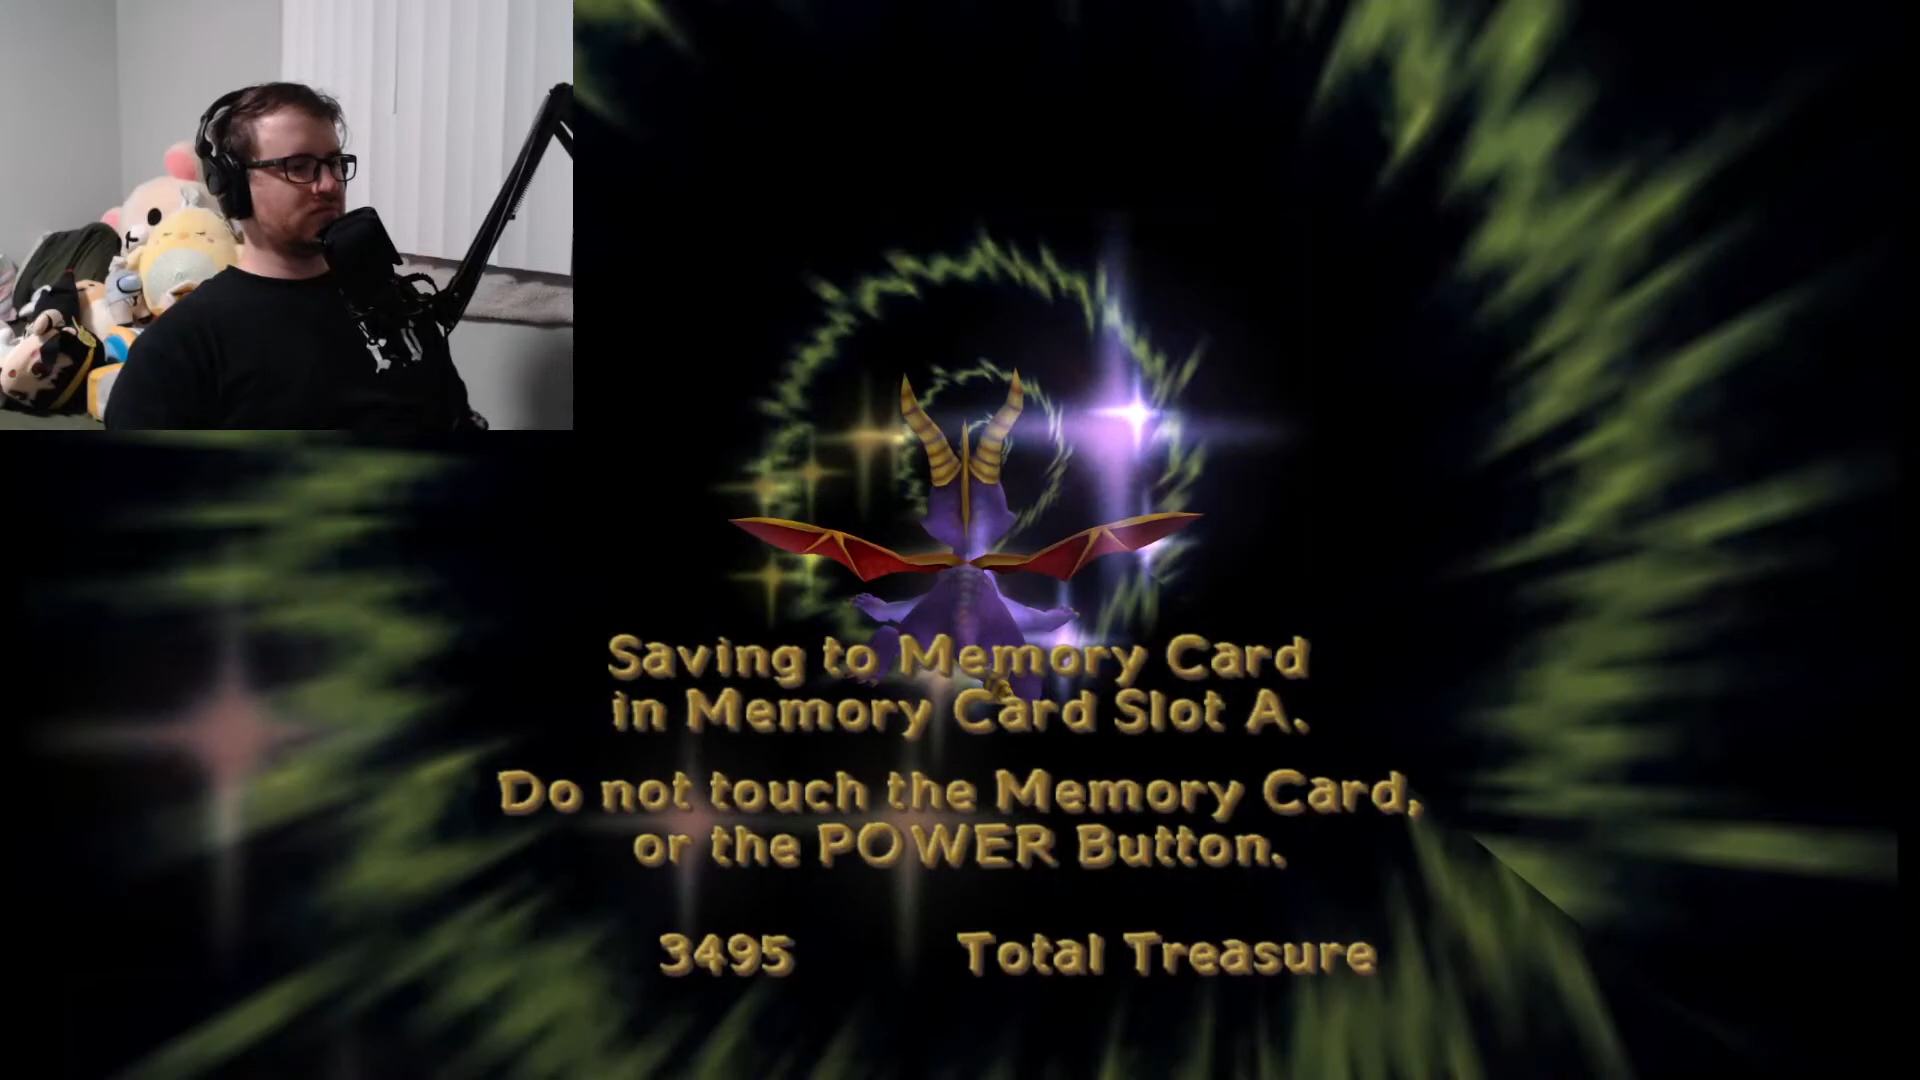 Saving to Memory Card
in Memory Card Slot A.
Do not touch the Memory Card,
or the POWER Button.
3495 Total Treasure